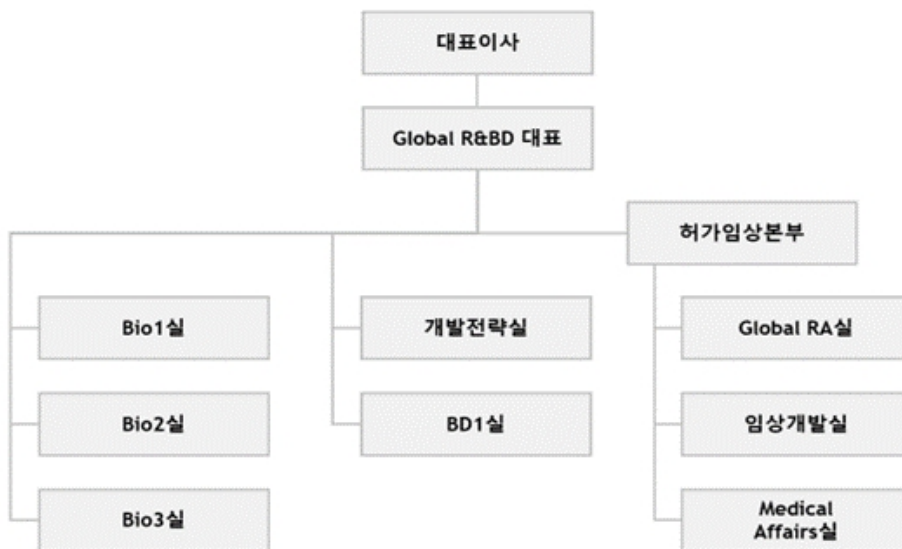 대표이사
Global R&BD 대표
허가임상본부
Bio1실
개발전략실
Global RA실
Bio2실
BD1실
임상개발실
Bio3실
Medical
Affairs실